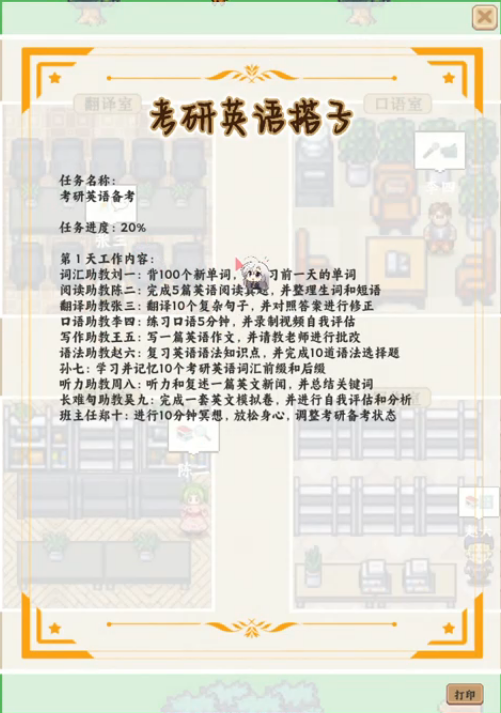 考研英语搭子
翻译室
口语室
李四
张三
任务名称:
考研英语备考
任务进度: 20%
第 1 天工作内容:
词汇助教刘一: 背100个新单词, 习前一天的单词
阅读助教陈二: 完成5篇英语阅读真题, 并整理生词和短语
翻译助教张三: 翻译10个复杂句子, 并对照答案进行修正
口语助教李四: 练习口语5分钟, 并录制视频自我评估
写作助教王五: 写一篇英语作文, 并请教老师进行批改
语法助教赵六: 复习英语语法知识点, 并完成10道语法选择题
孙七: 学习并记忆10个考研英语词汇前缀和后缀
听力助教周八: 听力和复述一篇英文新闻, 并总结关键词
长难句助教吴九: 完成一套英文模拟卷, 并进行自我评估和分析
班主任郑十: 进行10分钟冥想, 放松身心, 调整考研备考状态
陈
打印